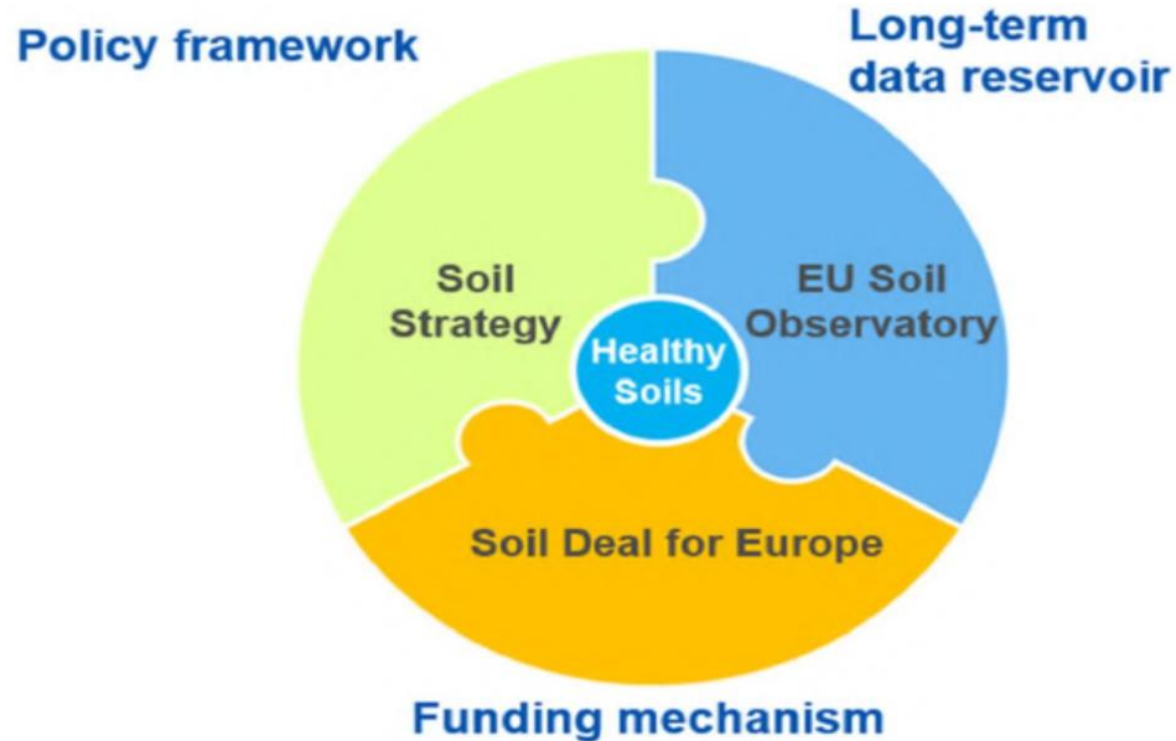 Policy framework
Long-term
data reservoir
Soil
Strategy
EU Soil
Observatory
Healthy
Soils
Soil Deal for Europe
Funding mechanism